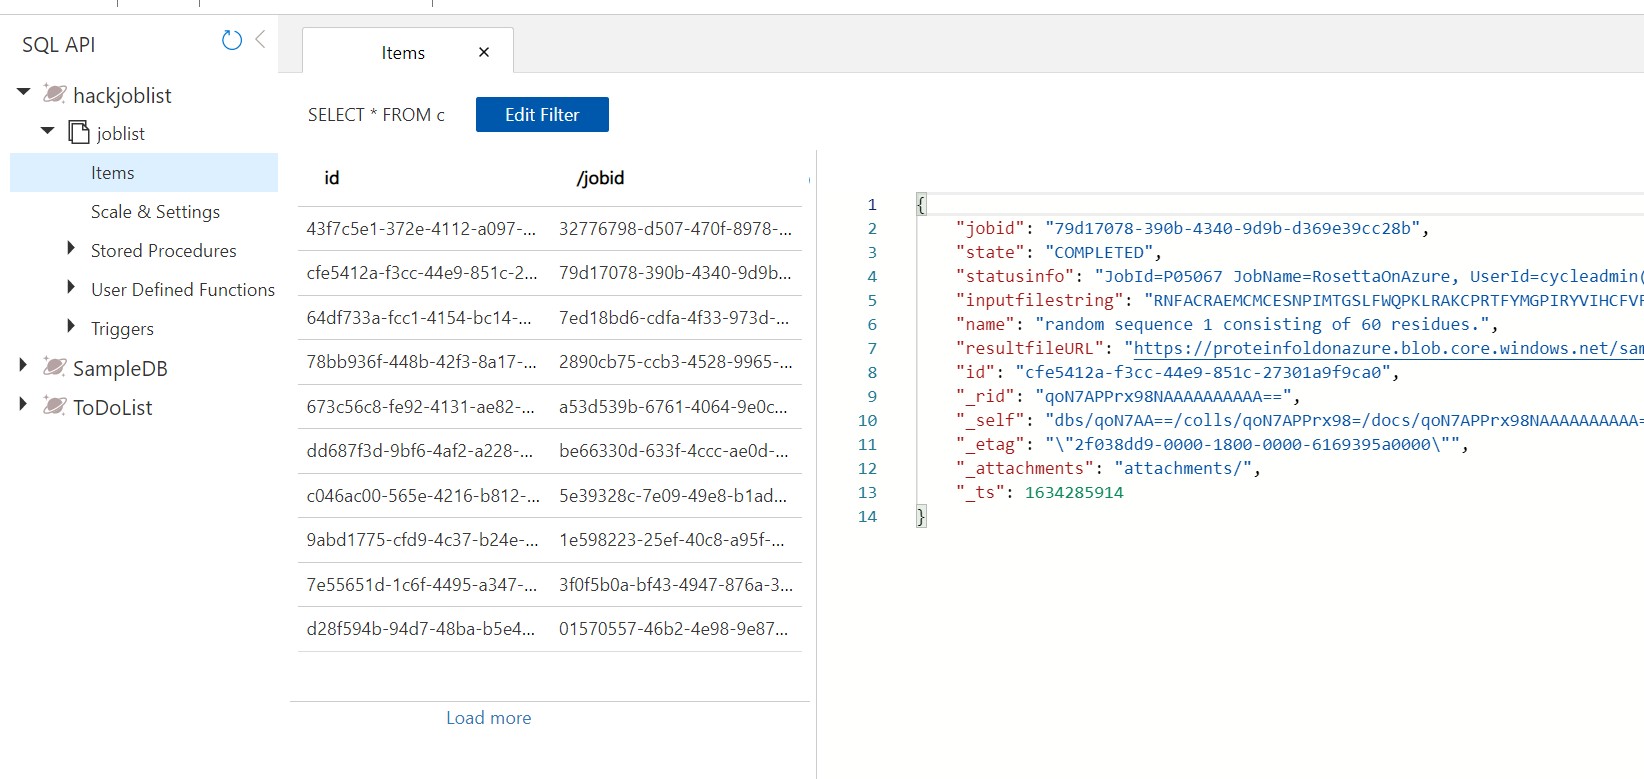 SQL API
hackjoblist
joblist
Items
Scale & Settings
Stored Procedures
User Defined Functions
Triggers
SampleDB
ToDoList
Items
SELECT * FROM c
Edit Filter
id /jobid
43f7c5e1-372e-4112-a097-... 32776798-d507-470f-8978-...
cfe5412a-f3cc-44e9-851c-2... 79d17078-390b-4340-9d9b...
64df733a-fcc1-4154-bc14-... 7ed18bd6-cdfa-4f33-973d-...
78bb936f-448b-42f3-8a17-... 2890cb75-ccb3-4528-9965-...
673c56c8-fe92-4131-ae82-... a53d539b-6761-4064-9e0c...
dd687f3d-9bf6-4af2-a228-... be66330d-633f-4ccc-ae0d-...
c046ac00-565e-4216-b812-... 5e39328c-7e09-49e8-b1ad...
9abd1775-cfd9-4c37-b24e-... 1e598223-25ef-40c8-a95f-...
7e55651d-1c6f-4495-a347-... 3f0f5b0a-bf43-4947-876a-3...
d28f594b-94d7-48ba-b5e4... 01570557-46b2-4e98-9e87...
Load more
1 {
2 "jobid": "79d17078-390b-4340-9d9b-d369e39cc28b",
3 "state": "COMPLETED",
4 "statusinfo": "JobId=P05067 JobName=RosettaOnAzure, UserId=cycleadmin(
5 "inputfilestring": "RNFACRAEMCMCESNPIMTGSLFWQPKLRAKCPRTFYMGPIRYVIHCFVF
6 "name": "random sequence 1 consisting of 60 residues.",
7 "resultfileURL": "https://proteinfoldonazure.blob.core.windows.net/sam
8 "id": "cfe5412a-f3cc-44e9-851c-27301a9f9ca0",
9 "_rid": "qoN7APPrx98NAAAAAAAAAA==",
10 "_self": "dbs/qoN7AA==/colls/qoN7APPrx98=/docs/qoN7APPrx98NAAAAAAAAAA=
11 "_etag": "\"2f038dd9-0000-1800-0000-6169395a0000\"",
12 "_attachments": "attachments/",
13 "_ts": 1634285914
14 }